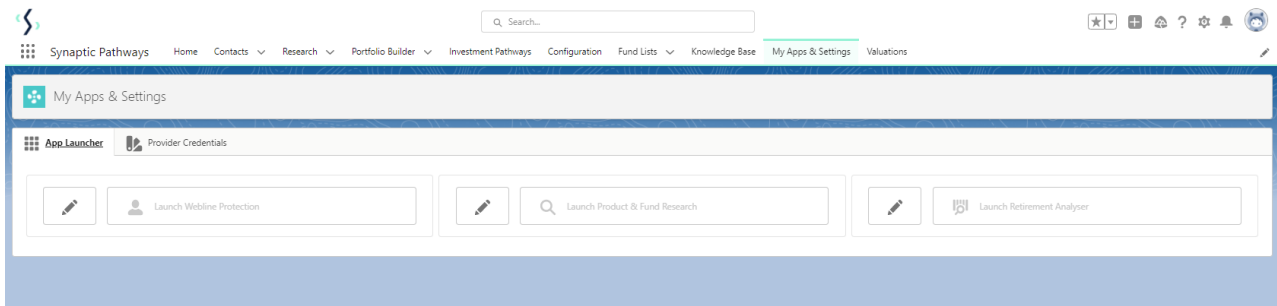 Search...
Synaptic Pathways Home Contacts Research Portfolio Builder Investment Pathways Configuration Fund Lists Knowledge Base My Apps & Settings Valuations
My Apps & Settings
App Launcher Provider Credentials
Launch Webline Protection Launch Product & Fund Research Launch Retirement Analyser